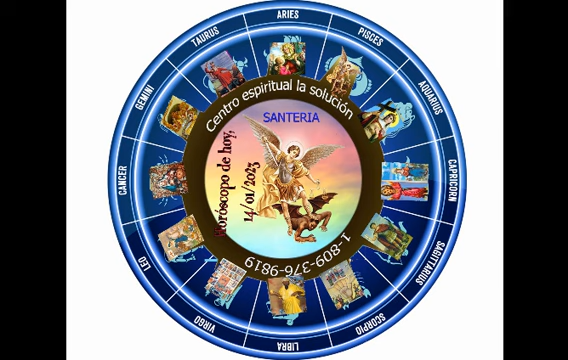 ARIES
PISCES
AQUARIUS
CAPRICORN
SAGITTARIUS
SCORPIO
LIBRA
VIRGO
LEO
CANCER
GEMINI
TAURUS
Centro espiritual la solución
SANTERIA
horoscopo de hoy,
14/01/2023
1-809-376-9819